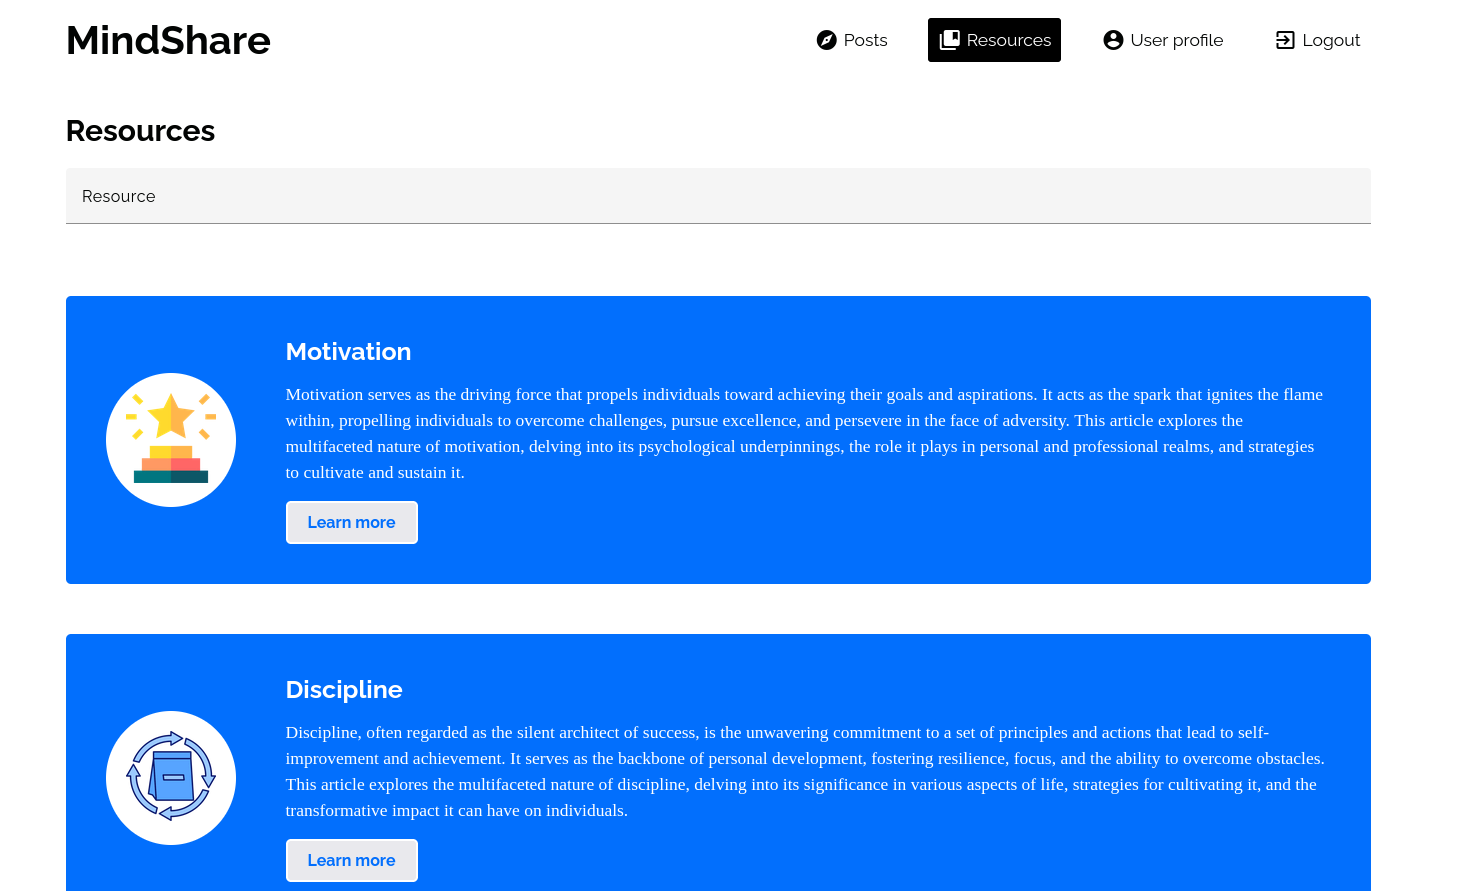 MindShare
Posts
Resources
User profile
Logout
Resources
Resource
Motivation
Motivation serves as the driving force that propels individuals toward achieving their goals and aspirations. It acts as the spark that ignites the flame
within, propelling individuals to overcome challenges, pursue excellence, and persevere in the face of adversity. This article explores the
multifaceted nature of motivation, delving into its psychological underpinnings, the role it plays in personal and professional realms, and strategies
to cultivate and sustain it.
Learn more
Discipline
Discipline, often regarded as the silent architect of success, is the unwavering commitment to a set of principles and actions that lead to self-
improvement and achievement. It serves as the backbone of personal development, fostering resilience, focus, and the ability to overcome obstacles.
This article explores the multifaceted nature of discipline, delving into its significance in various aspects of life, strategies for cultivating it, and the
transformative impact it can have on individuals.
Learn more